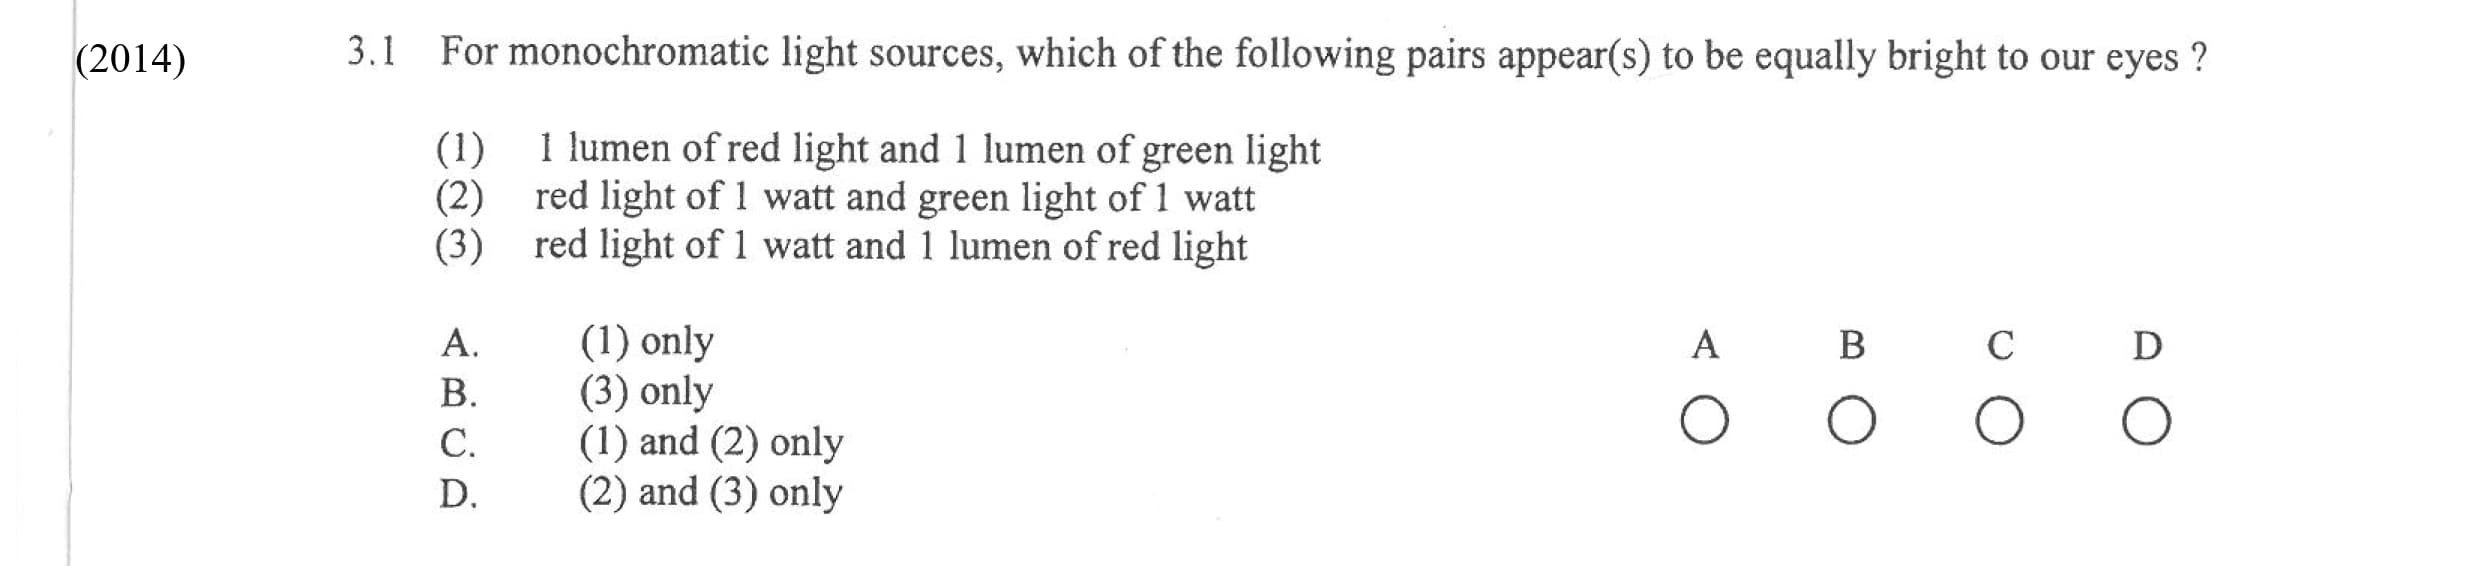 (2014)
3.1 For monochromatic light sources, which of the following pairs appear(s) to be equally bright to our eyes ?
(1) 1 lumen of red light and 1 lumen of green light
(2) red light of 1 watt and green light of 1 watt
(3) red light of 1 watt and 1 lumen of red light
A. (1) only
B. (3) only
C. (1) and (2) only
D. (2) and (3) only
A B C D